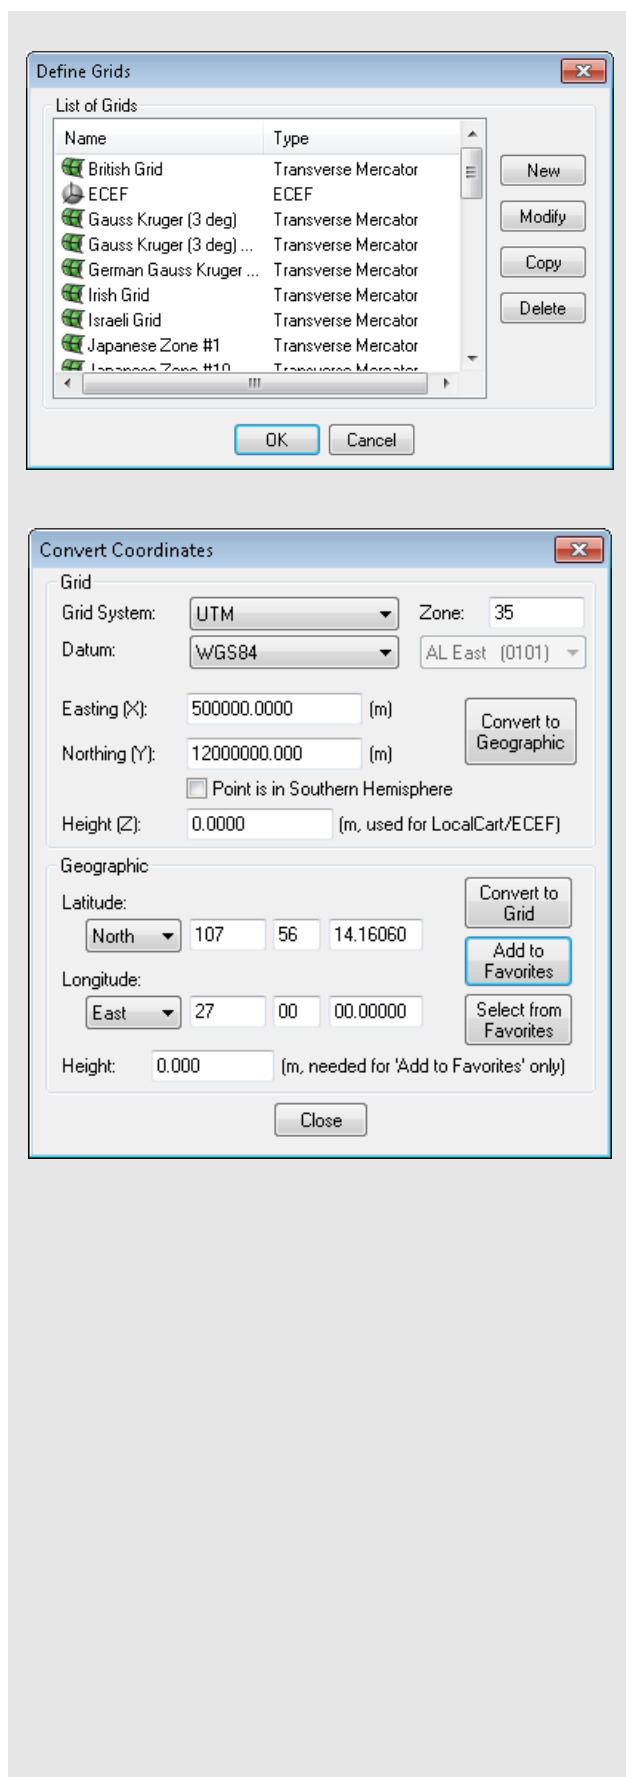 Define Grids
List of Grids
Name Type
British Grid Transverse Mercator
ECEF ECEF
Gauss Kruger (3 deg) Transverse Mercator
Gauss Kruger (3 deg) ... Transverse Mercator
German Gauss Kruger ... Transverse Mercator
Irish Grid Transverse Mercator
Israeli Grid Transverse Mercator
Japanese Zone #1 Transverse Mercator
Japanese Zone #10 Transverse Mercator
New
Modify
Copy
Delete
OK Cancel
Convert Coordinates
Grid
Grid System: UTM Zone: 35
Datum: WGS84 AL East (0101)
Easting (X): 500000.0000 (m)
Northing (Y): 12000000.000 (m)
Convert to
Geographic
Point is in Southern Hemisphere
Height (Z): 0.0000 (m, used for LocalCart/ECEF)
Geographic
Latitude:
North 107 56 14.16060
Convert to
Grid
Add to
Favorites
Longitude:
East 27 00 00.00000
Select from
Favorites
Height: 0.000 (m, needed for 'Add to Favorites' only)
Close